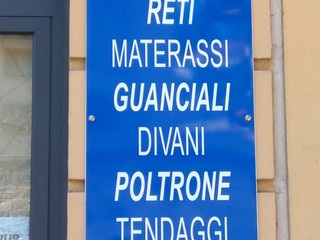 RETI
MATERASSI
GUANCIALI
DIVANI
POLTRONE
TENDAGGI